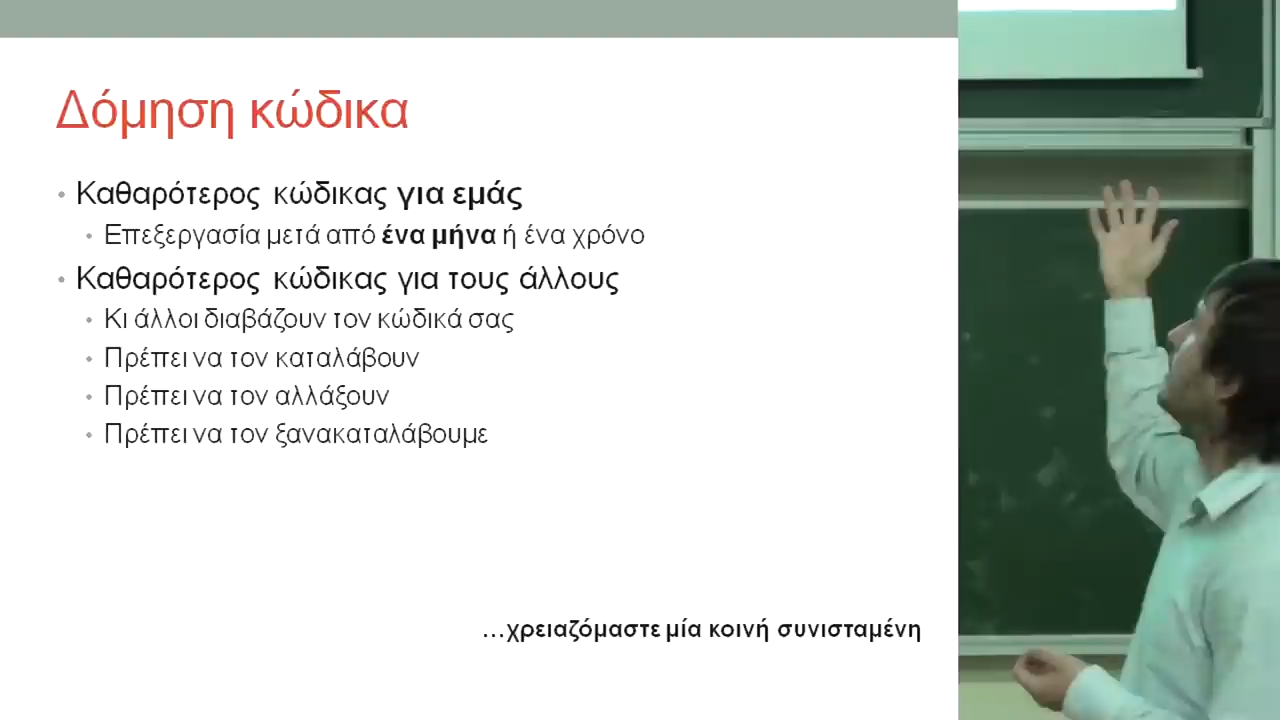 Δόμηση κώδικα
• Καθαρότερος κώδικας για εμάς
• Επεξεργασία μετά από ένα μήνα ή ένα χρόνο
• Καθαρότερος κώδικας για τους άλλους
• Κι άλλοι διαβάζουν τον κώδικά σας
• Πρέπει να τον καταλάβουν
• Πρέπει να τον αλλάξουν
• Πρέπει να τον ξανακαταλάβουμε
…χρειαζόμαστε μία κοινή συνισταμένη